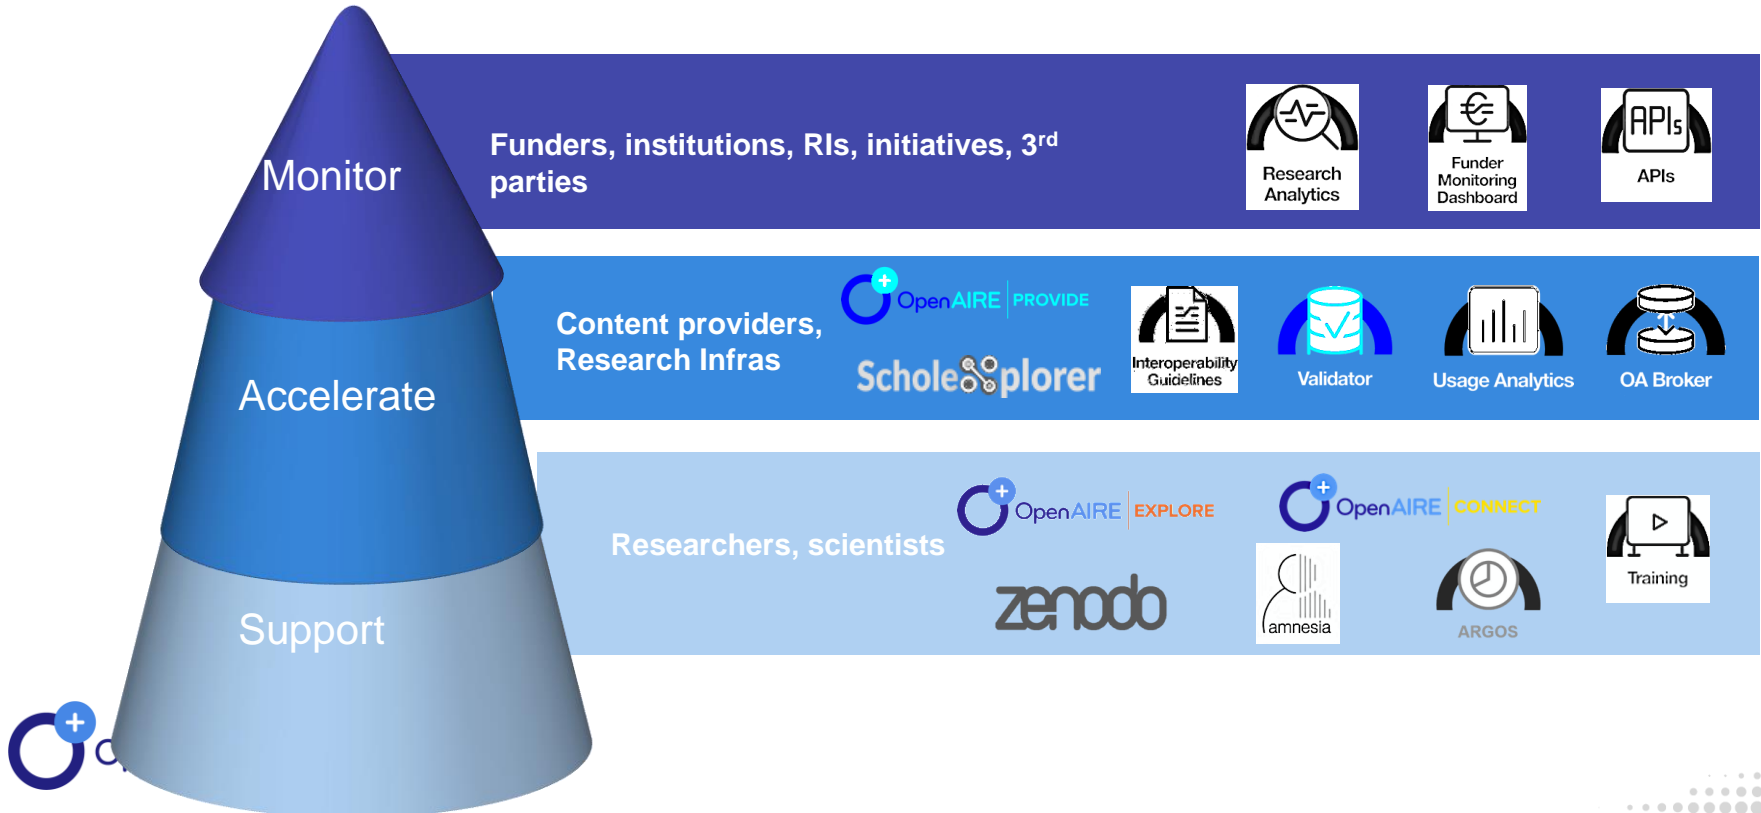 Monitor
Funders, institutions, RIs, initiatives, 3rd
parties
Research
Analytics
Funder
Monitoring
Dashboard
APIs
APIs
Accelerate
Content providers,
Research Infras
OpenAIRE | PROVIDE
ScholeXplorer
Interoperability
Guidelines
Validator
Usage Analytics
OA Broker
Support
Researchers, scientists
OpenAIRE | EXPLORE
OpenAIRE | CONNECT
zenodo
amnesia
ARGOS
Training